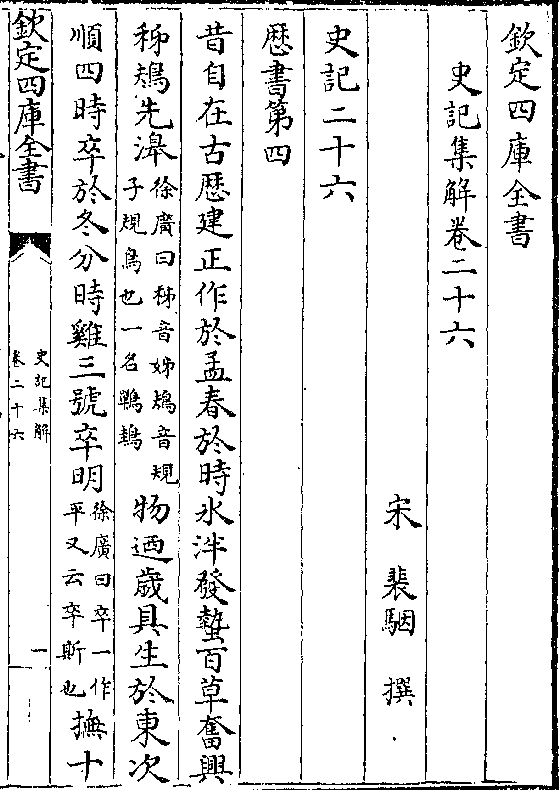 欽定四庫全書
史記集解卷二十六
宋 裴駰 撰
史記二十六
歴書第四
昔自在古歴建正作於孟春於時氷泮發蟄百草奮興
秭鳺先滜徐廣曰秭音姊鳺音規子規鳥也一名鷤𪆴物迺歲具生於東次
順四時卒於冬分時雞三號卒明徐廣曰卒一作平又云卒斯也撫十
欽定四庫全書
史記集解
卷二十六
一